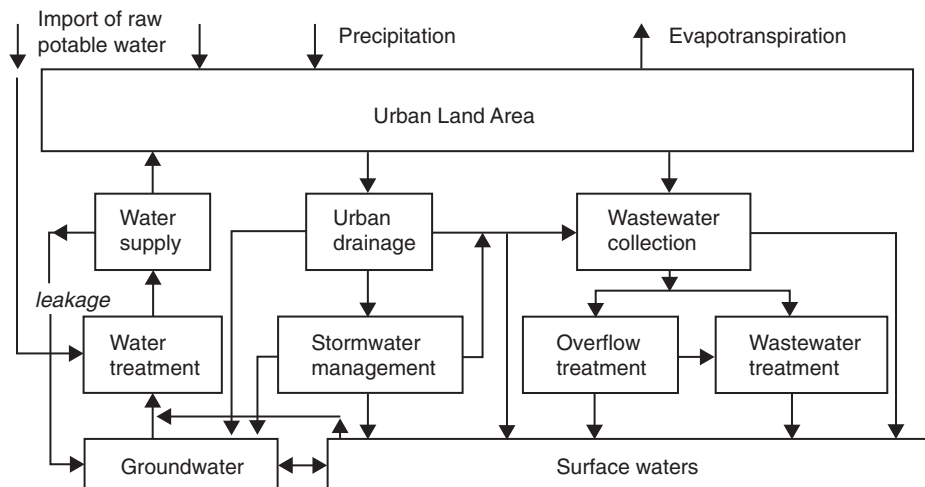 Import of raw
potable water
Precipitation
Evapotranspiration
Urban Land Area
Water
supply
Urban
drainage
Wastewater
collection
leakage
Water
treatment
Stormwater
management
Overflow
treatment
Wastewater
treatment
Groundwater
Surface waters